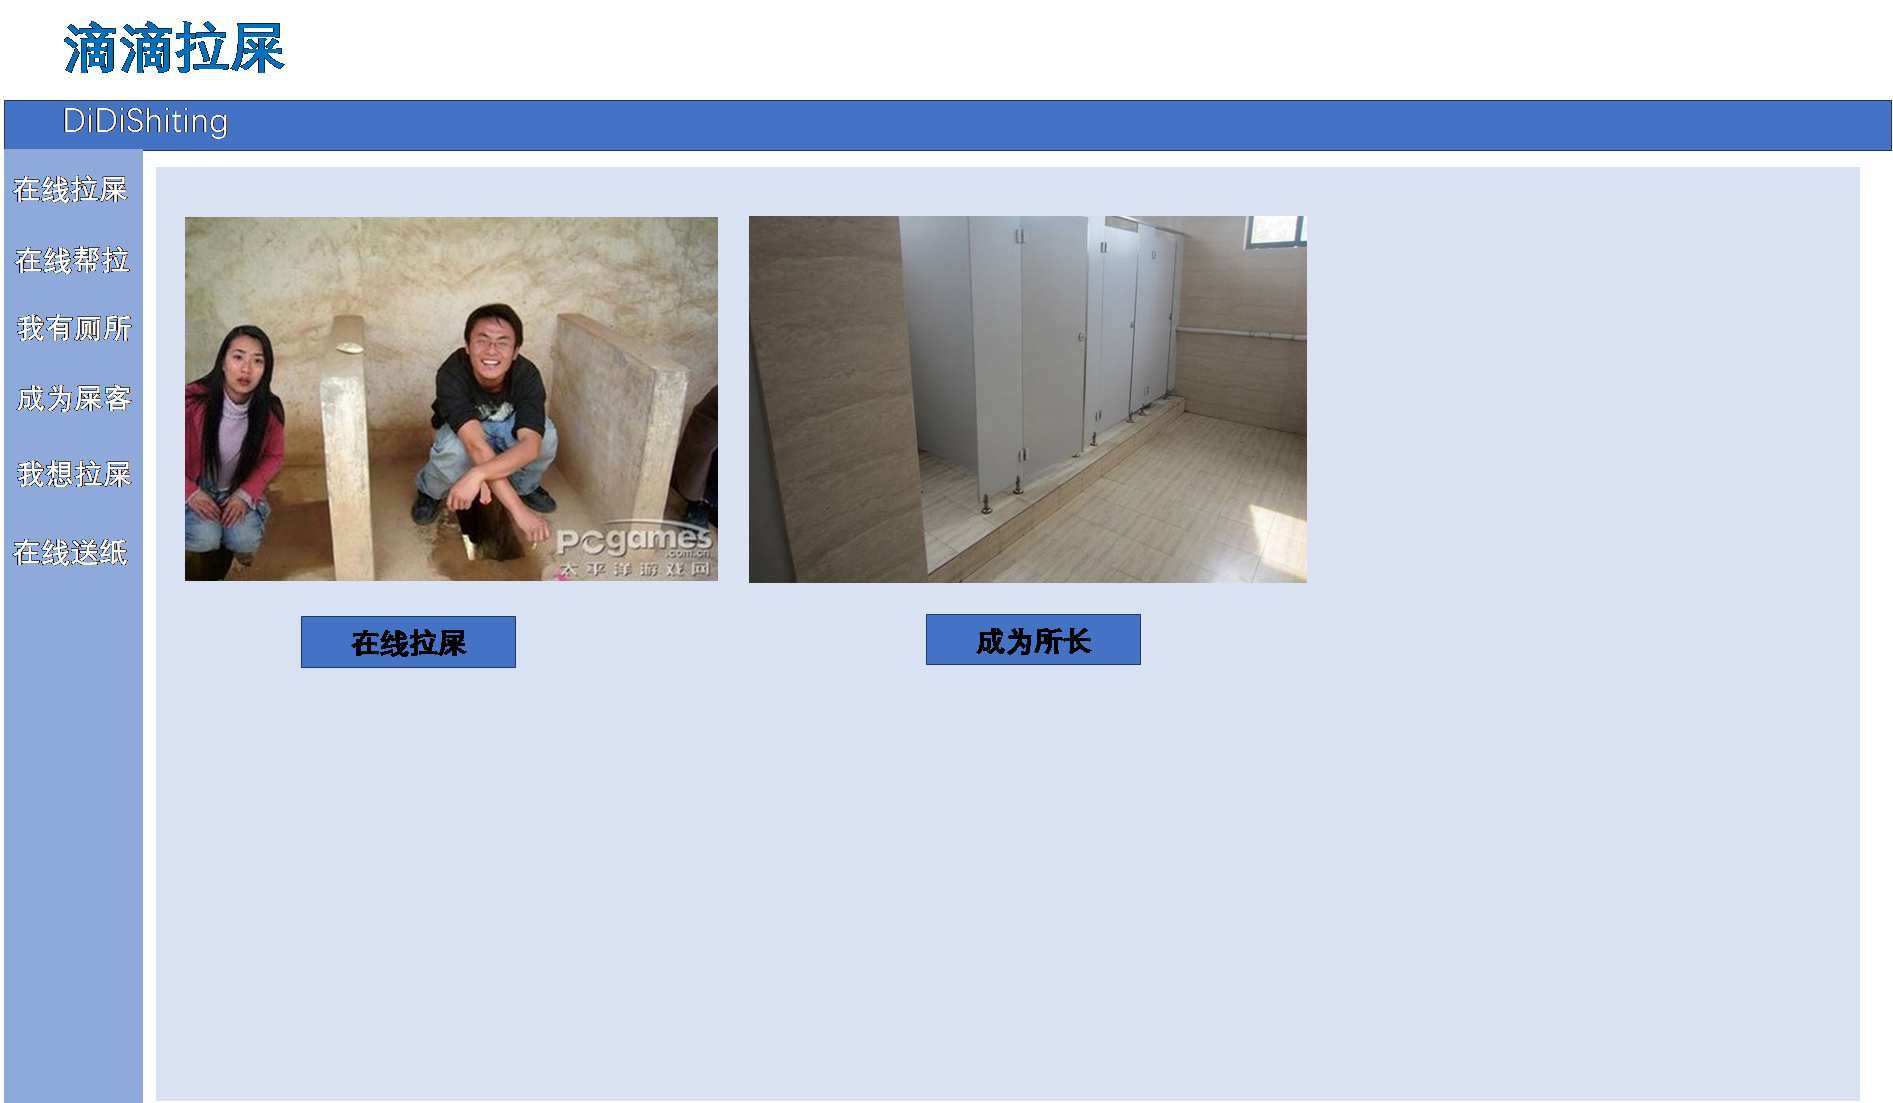 滴滴拉屎
DiDiShiting
在线拉屎
在线帮拉
我有厕所
成为屎客
我想拉屎
在线送纸
PCgames
.com.cn
太平洋游戏网
在线拉屎
成为所长